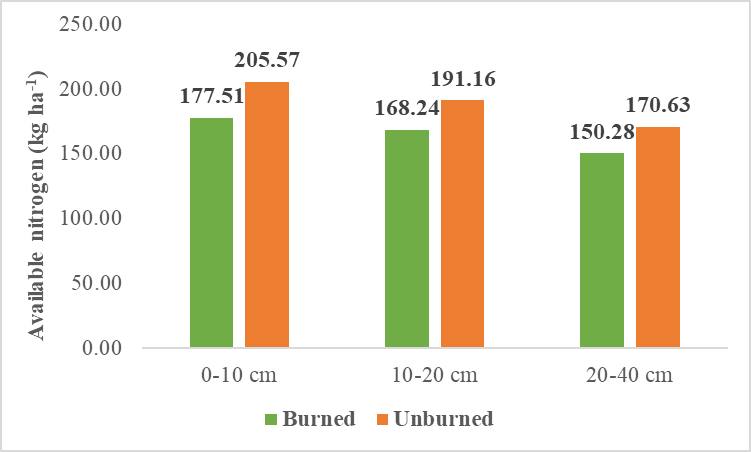 250.00
200.00
150.00
100.00
50.00
0.00
Available nitrogen (kg ha-1)
177.51
205.57
168.24
191.16
150.28
170.63
0-10 cm
10-20 cm
20-40 cm
Burned
Unburned